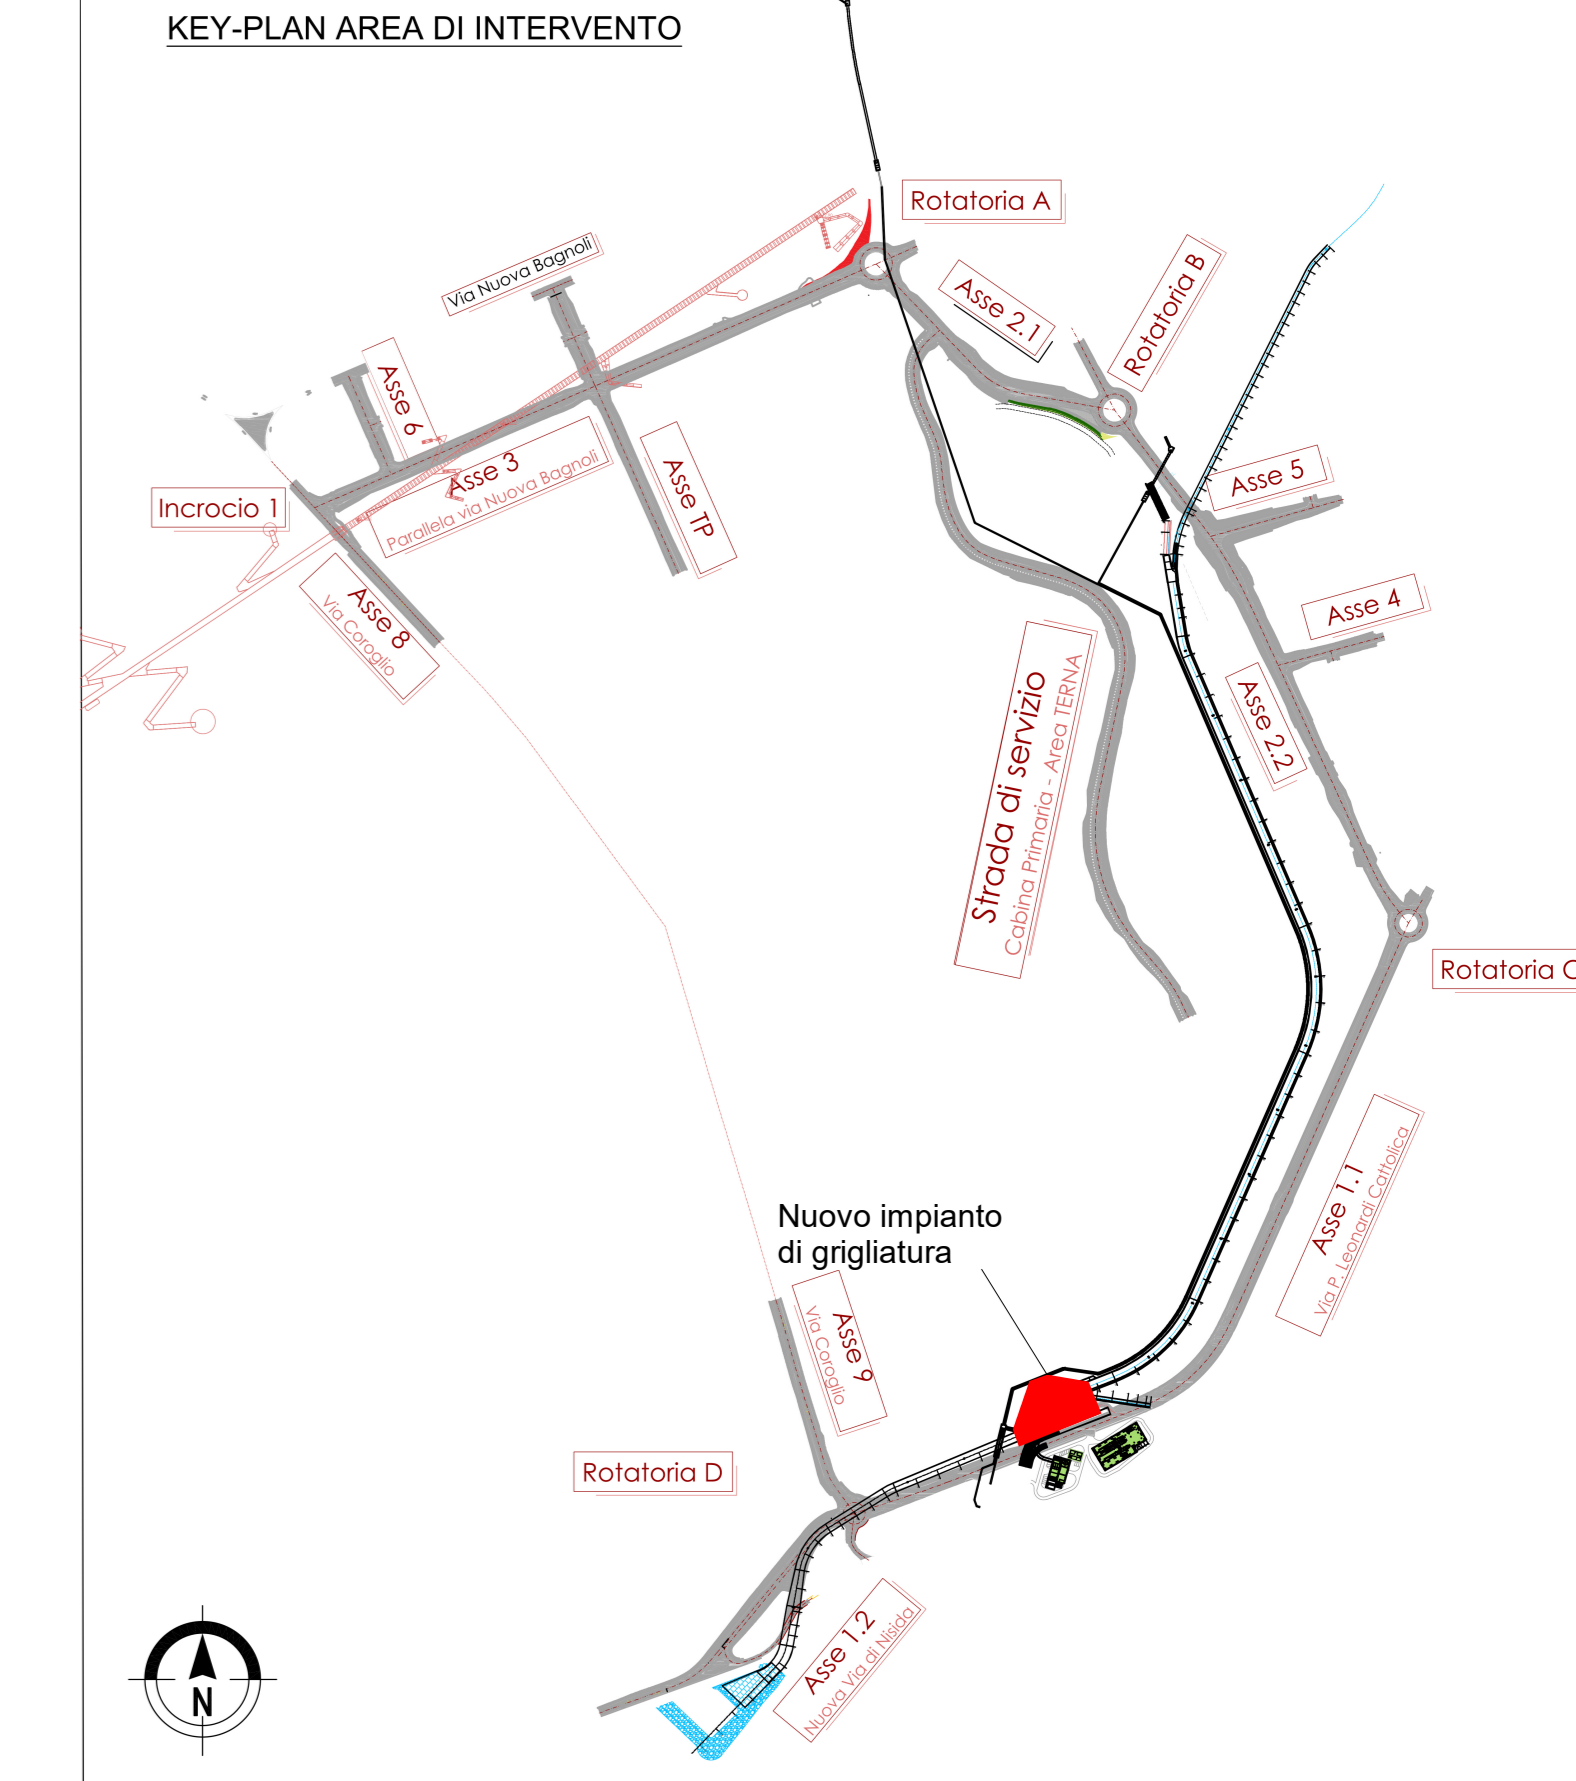 KEY-PLAN AREA DI INTERVENTO
Rotatoria A
Via Nuova Bagnoli
Asse 2.1
Rotatoria B
Asse 6
Asse 3
Parallela via Nuova Bagnoli
Asse TP
Incrocio 1
Asse 5
Asse 8
Via Coroglio
Asse 4
Strada di servizio
Cabina Primaria - Area TERNA
Asse 2.2
Rotatoria C
Asse 1.1
Via P. Leonardi Cattolica
Nuovo impianto
di grigliatura
Asse 9
Via Coroglio
Rotatoria D
Asse 1.2
Nuova Via di Nisida
N